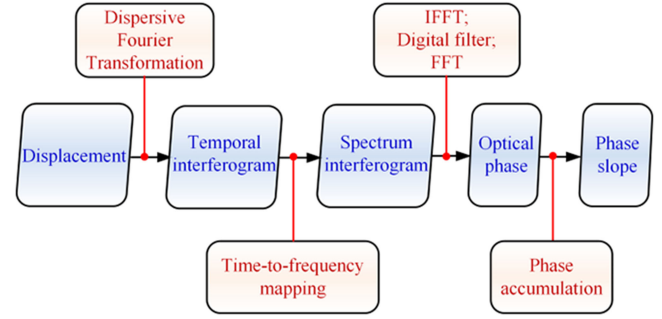 Dispersive
Fourier
Transformation
IFFT;
Digital filter;
FFT
Displacement
Temporal
interferogram
Spectrum
interferogram
Optical
phase
Phase
slope
Time-to-frequency
mapping
Phase
accumulation